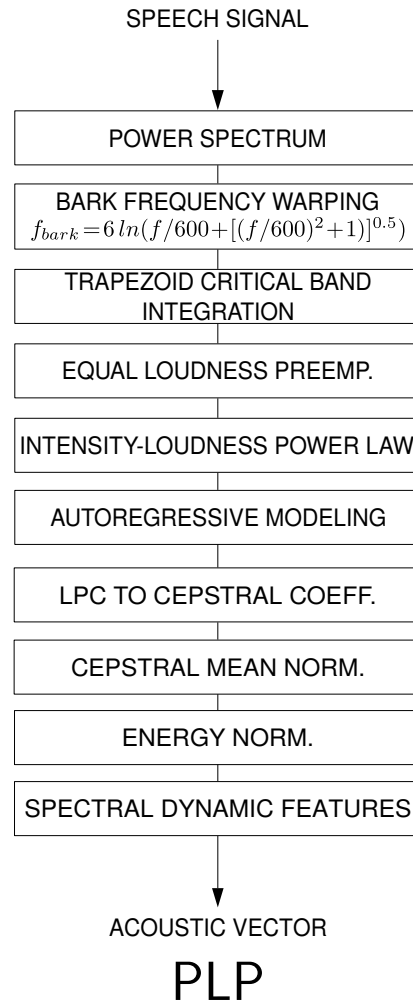 SPEECH SIGNAL
POWER SPECTRUM
BARK FREQUENCY WARPING
f_{bark}=6 ln(f/600+[(f/600)^2+1)]^{0.5})
TRAPEZOID CRITICAL BAND
INTEGRATION
EQUAL LOUDNESS PREEMP.
INTENSITY-LOUDNESS POWER LAW
AUTOREGRESSIVE MODELING
LPC TO CEPSTRAL COEFF.
CEPSTRAL MEAN NORM.
ENERGY NORM.
SPECTRAL DYNAMIC FEATURES
ACOUSTIC VECTOR
PLP